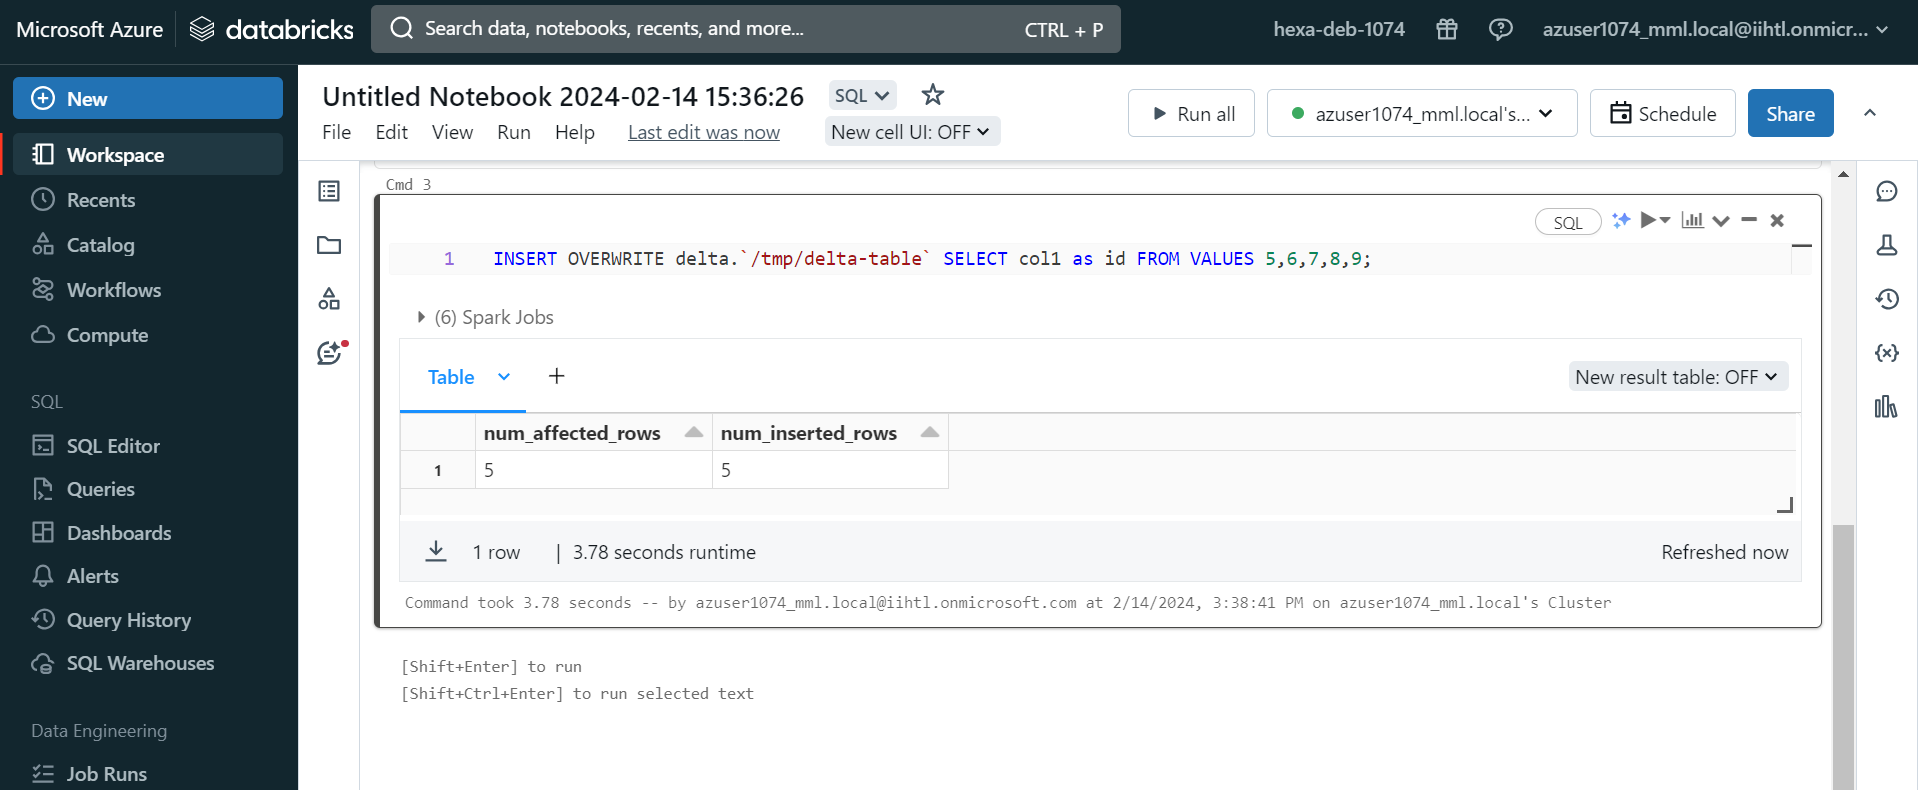 Microsoft Azure databricks Search data, notebooks, recents, and more... CTRL + P hexa-deb-1074 azuser1074_mml.local@iihtl.onmicr...
New
Workspace
Recents
Catalog
Workflows
Compute
SQL
SQL Editor
Queries
Dashboards
Alerts
Query History
SQL Warehouses
Data Engineering
Job Runs
Untitled Notebook 2024-02-14 15:36:26 SQL
File Edit View Run Help Last edit was now New cell UI: OFF
Run all azuser1074_mml.local's... Schedule Share
Cmd 3
SQL
1 INSERT OVERWRITE delta.`/tmp/delta-table` SELECT col1 as id FROM VALUES 5,6,7,8,9;
(6) Spark Jobs
Table + New result table: OFF
num_affected_rows num_inserted_rows
1 5 5
1 row | 3.78 seconds runtime Refreshed now
Command took 3.78 seconds -- by azuser1074_mml.local@iihtl.onmicrosoft.com at 2/14/2024, 3:38:41 PM on azuser1074_mml.local's Cluster
[Shift+Enter] to run
[Shift+Ctrl+Enter] to run selected text